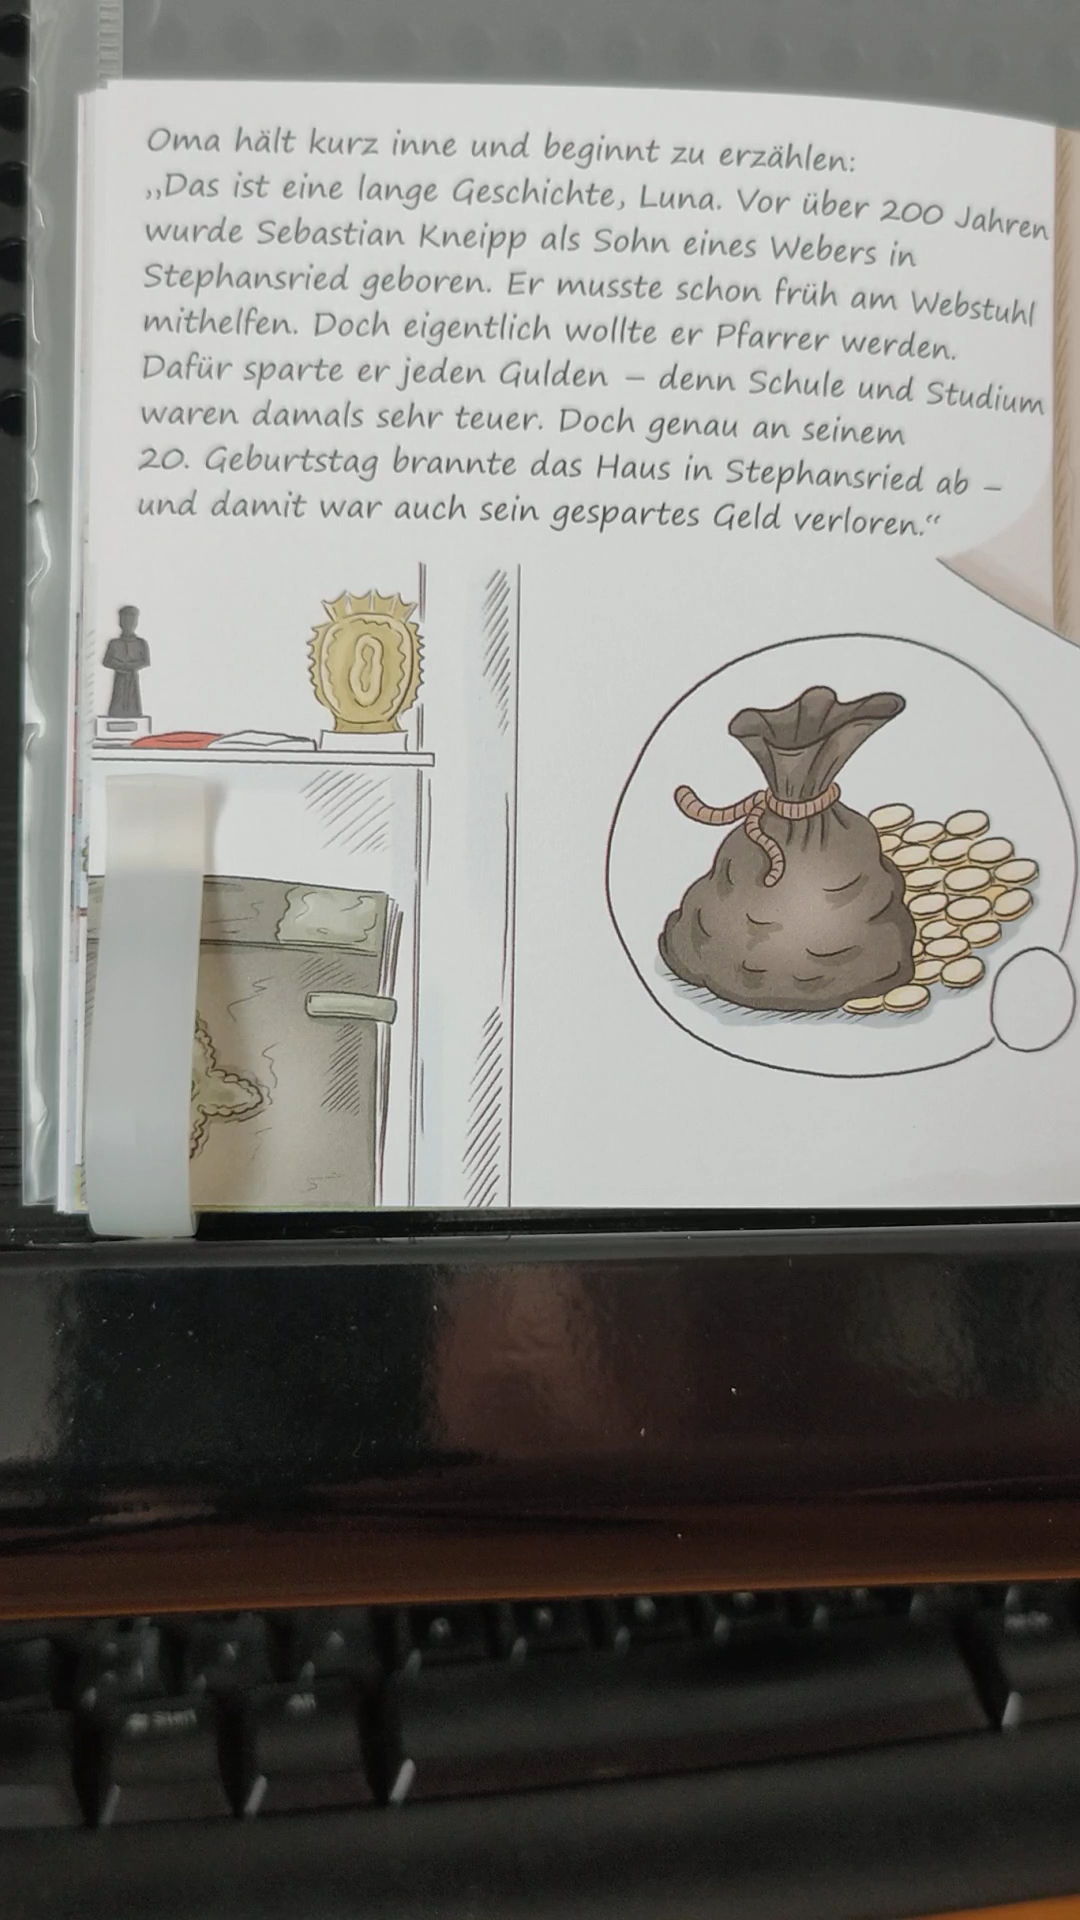 Oma hält kurz inne und beginnt zu erzählen:
„Das ist eine lange Geschichte, Luna. Vor über 200 Jahren
wurde Sebastian Kneipp als Sohn eines Webers in
Stephansried geboren. Er musste schon früh am Webstuhl
mithelfen. Doch eigentlich wollte er Pfarrer werden.
Dafür sparte er jeden Gulden – denn Schule und Studium
waren damals sehr teuer. Doch genau an seinem
20. Geburtstag brannte das Haus in Stephansried ab –
und damit war auch sein gespartes Geld verloren.“
Start
Alt